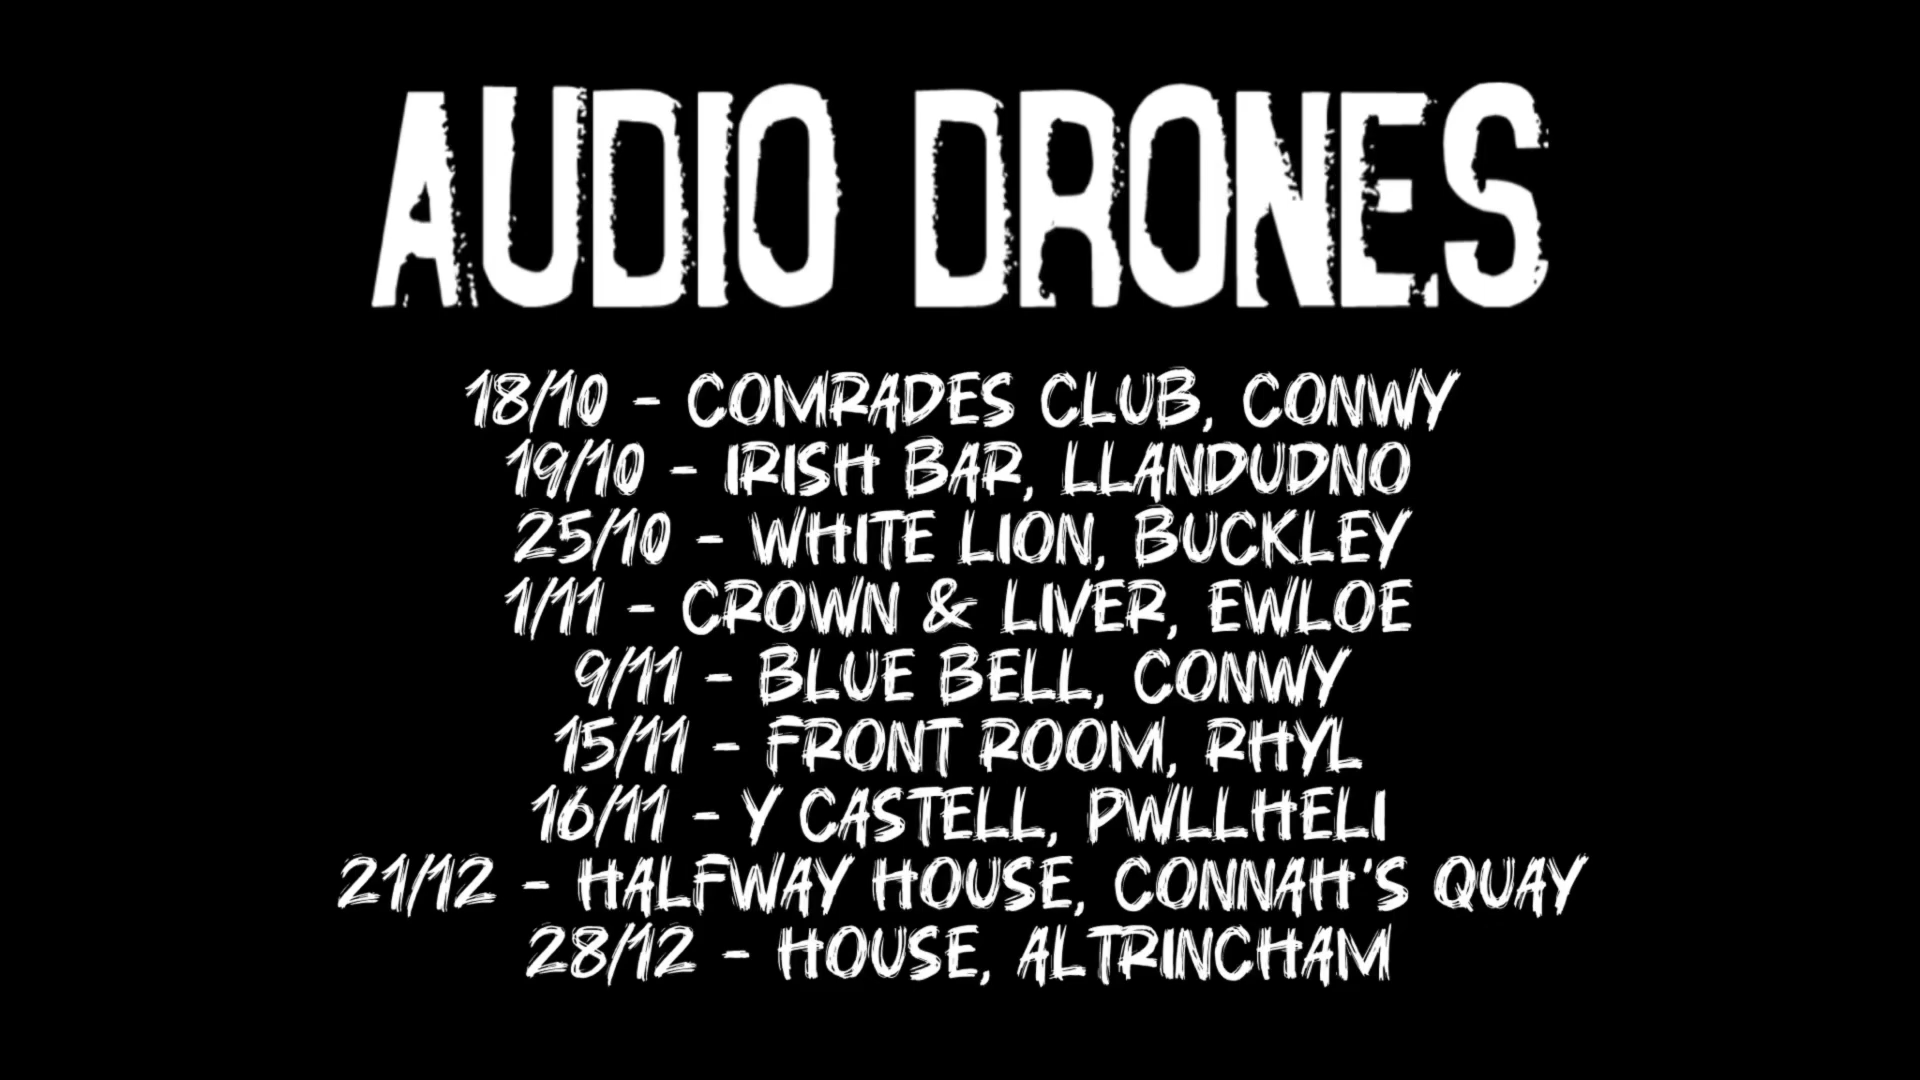 AUDIO DRONES
18/10 - COMRADES CLUB, CONWY
19/10 - IRISH BAR, LLANDUDNO
25/10 - WHITE LION, BUCKLEY
1/11 - CROWN & LIVER, EWLOE
9/11 - BLUE BELL, CONWY
15/11 - FRONT ROOM, RHYL
16/11 - Y CASTELL, PWLLHELI
21/12 - HALFWAY HOUSE, CONNAH'S QUAY
28/12 - HOUSE, ALTRINCHAM